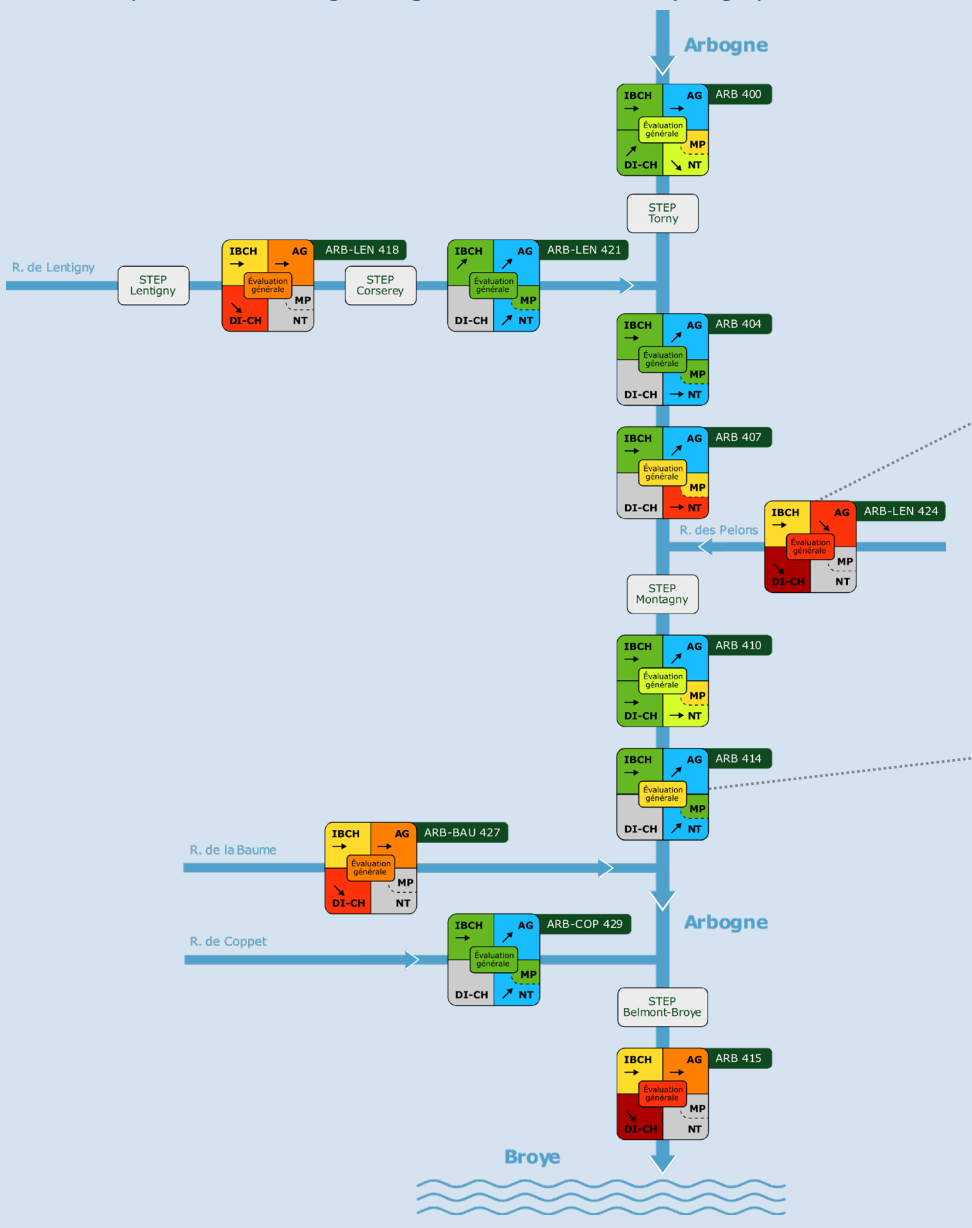 Arbogne
IBCH
AG
ARB 400
Évaluation
générale
MP
DI-CH
NT
STEP
Torny
R. de Lentigny
STEP
Lentigny
IBCH
AG
ARB-LEN 418
Évaluation
générale
MP
DI-CH
NT
STEP
Corserey
IBCH
AG
ARB-LEN 421
Évaluation
générale
MP
DI-CH
NT
IBCH
AG
ARB 404
Évaluation
générale
MP
DI-CH
NT
IBCH
AG
ARB 407
Évaluation
générale
MP
DI-CH
NT
R. des Pelons
IBCH
AG
ARB-LEN 424
Évaluation
générale
MP
DI-CH
NT
STEP
Montagny
IBCH
AG
ARB 410
Évaluation
générale
MP
DI-CH
NT
IBCH
AG
ARB 414
Évaluation
générale
MP
DI-CH
NT
R. de la Baume
IBCH
AG
ARB-BAU 427
Évaluation
générale
MP
DI-CH
NT
Arbogne
R. de Coppet
IBCH
AG
ARB-COP 429
Évaluation
générale
MP
DI-CH
NT
STEP
Belmont-Broye
IBCH
AG
ARB 415
Évaluation
générale
MP
DI-CH
NT
Broye